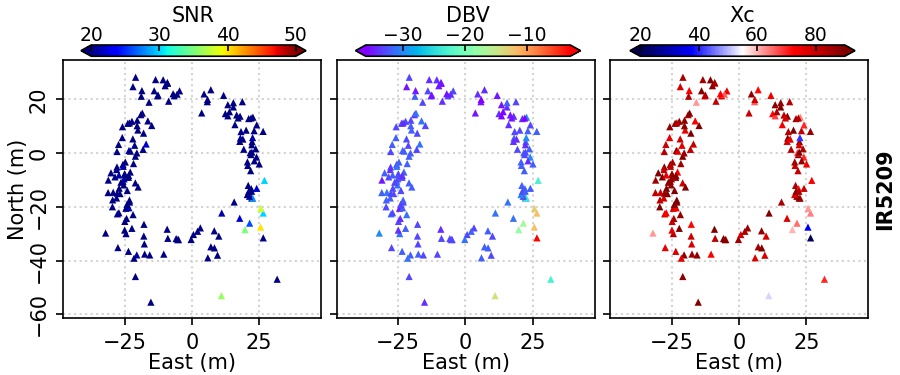 SNR DBV Xc
20 30 40 50 −30 −20 −10 20 40 60 80
North (m)
20
0
−20
−40
−60
−25 0 25 −25 0 25 −25 0 25
East (m) East (m) East (m)
IR5209